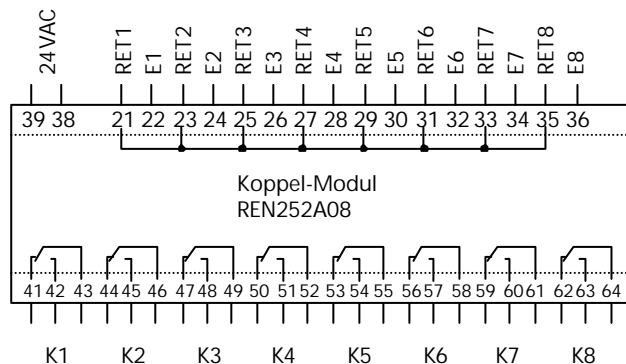 24VAC RET1 E1 RET2 E2 RET3 E3 RET4 E4 RET5 E5 RET6 E6 RET7 E7 RET8 E8
39 38 21 22 23 24 25 26 27 28 29 30 31 32 33 34 35 36
Koppel-Modul
REN252A08
41 42 43 44 45 46 47 48 49 50 51 52 53 54 55 56 57 58 59 60 61 62 63 64
K1 K2 K3 K4 K5 K6 K7 K8